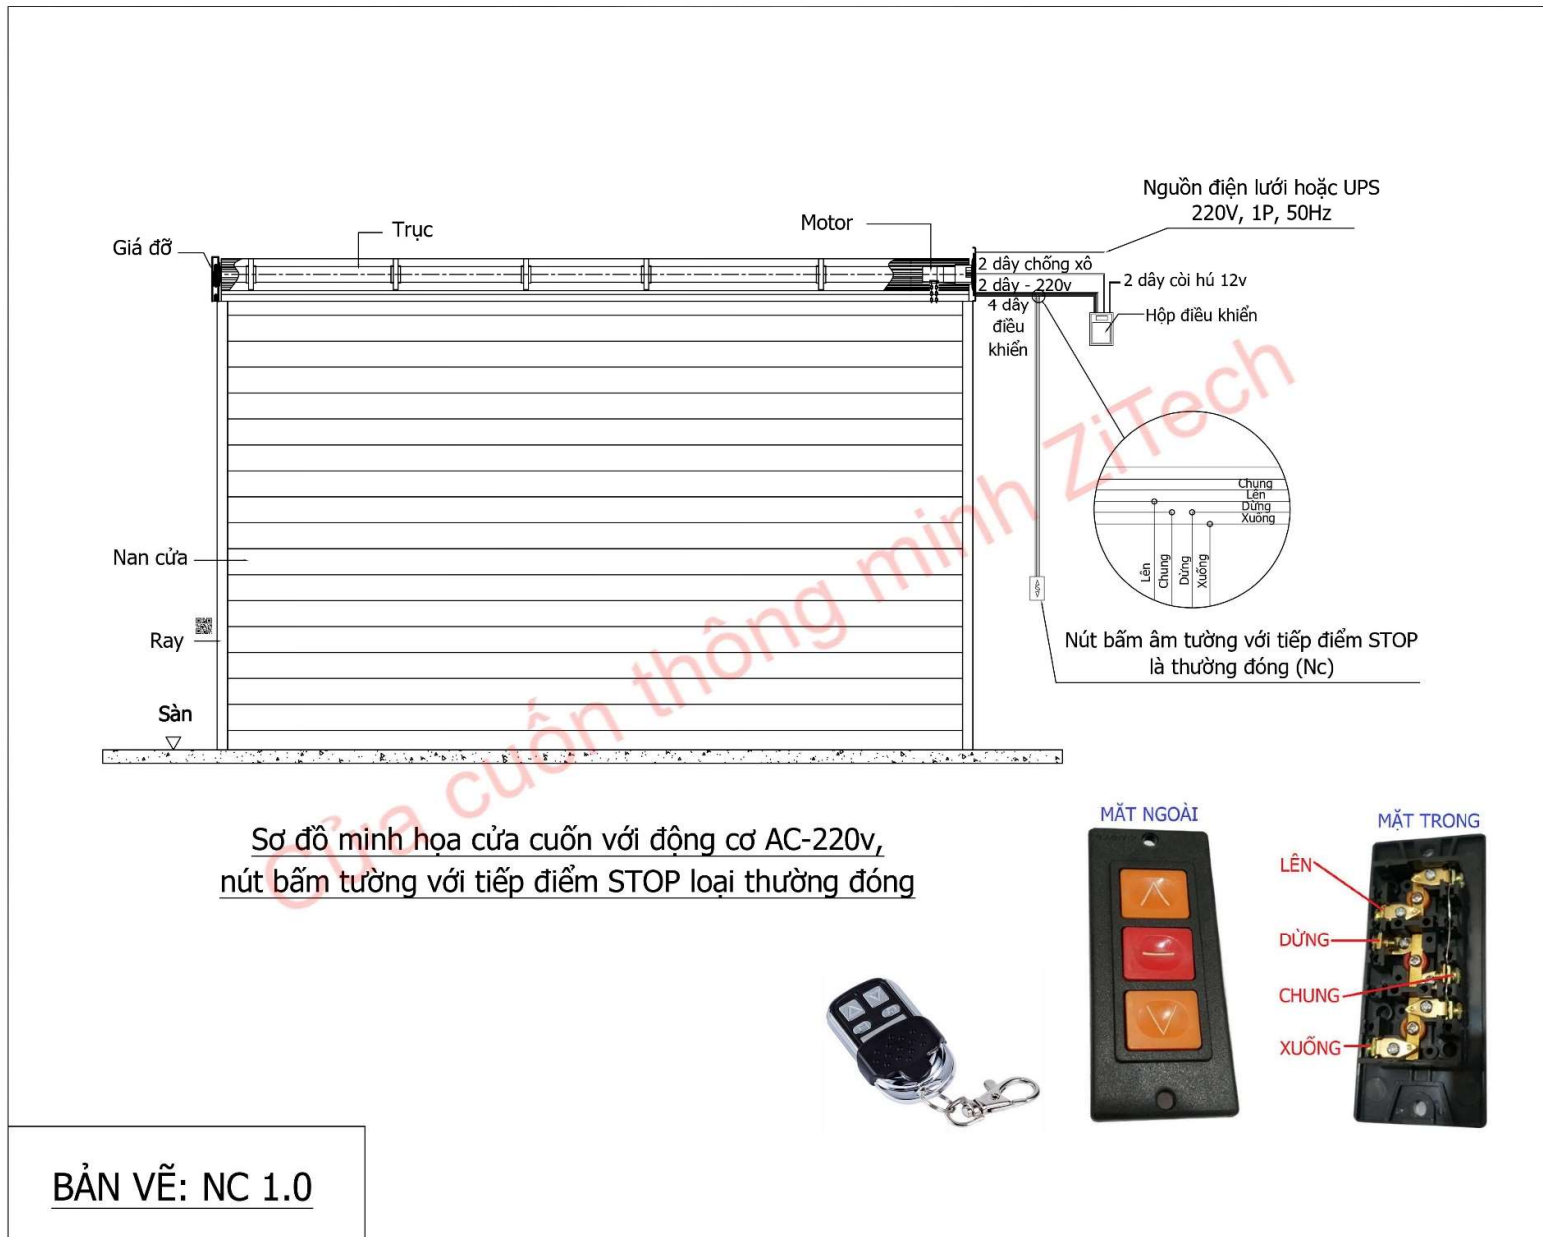 Nguồn điện lưới hoặc UPS
220V, 1P, 50Hz
Trục
Motor
Giá đỡ
2 dây chống xô
2 dây - 220v
2 dây còi hú 12v
4 dây
điều
khiển
Hộp điều khiển
Chung
Lên
Dừng
Xuống
Lên
Chung
Dừng
Xuống
Nan cửa
Ray
Sàn
Nút bấm âm tường với tiếp điểm STOP
là thường đóng (Nc)
Cửa cuốn thông minh ZiTech
Sơ đồ minh họa cửa cuốn với động cơ AC-220v,
nút bấm tường với tiếp điểm STOP loại thường đóng
MĂT NGOÀI
MẶT TRONG
LÊN
DỪNG
CHUNG
XUỐNG
BẢN VẼ: NC 1.0